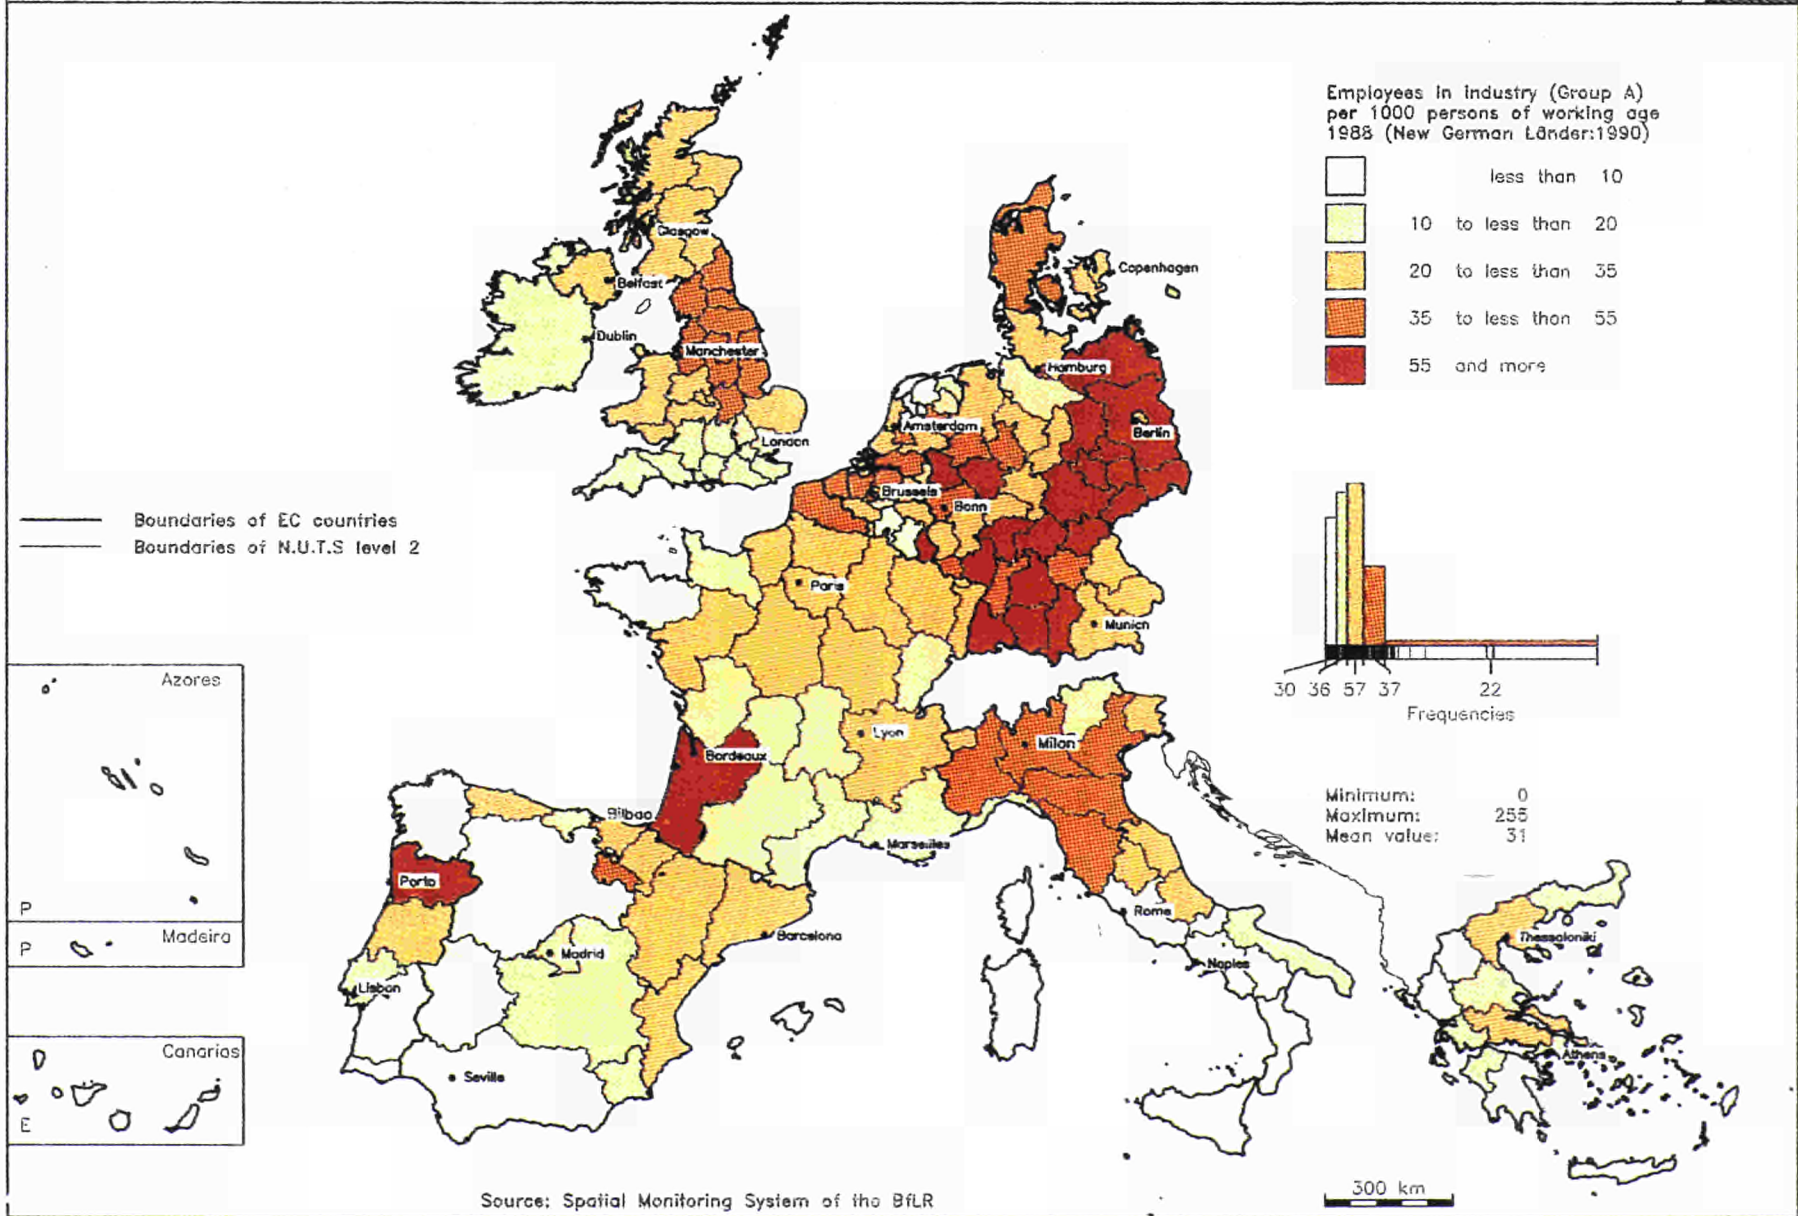 Employees in industry (Group A)
per 1000 persons of working age
1988 (New German Länder:1990)
less than 10
10 to less than 20
20 to less than 35
35 to less than 55
55 and more
Glasgow
Belfast
Dublin
Manchester
London
Copenhagen
Hamburg
Amsterdam
Berlin
Brussels
Bonn
Paris
Munich
Boundaries of EC countries
Boundaries of N.U.T.S level 2
30 36 57 37 22
Frequencies
Azores
P
Madeira
P
Canarias
E
Lyon
Milan
Bordeaux
Bilbao
Marseilles
Porto
Rome
Barcelona
Madrid
Naples
Lisbon
Seville
Thessaloniki
Athens
Minimum: 0
Maximum: 255
Mean value: 31
Source: Spatial Monitoring System of the BfLR
300 km